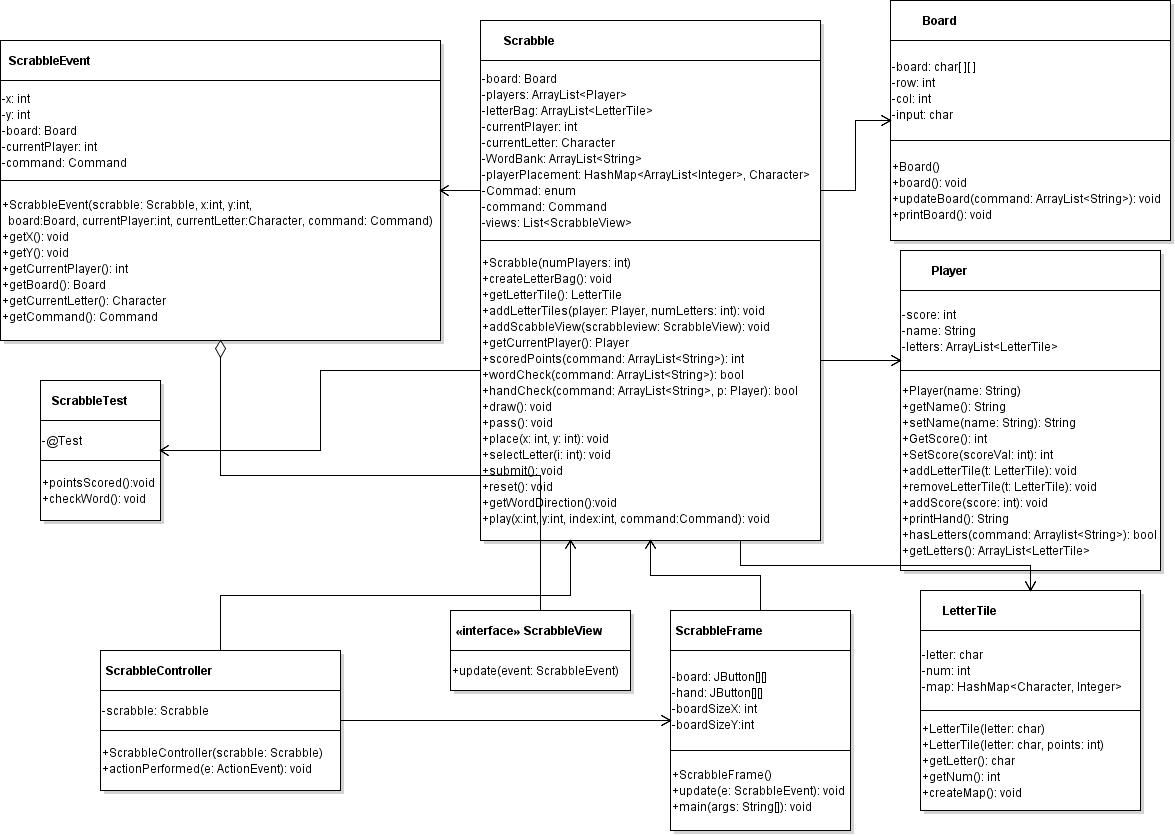 ScrabbleEvent
-x: int
-y: int
-board: Board
-currentPlayer: int
-command: Command
+ScrabbleEvent(scrabble: Scrabble, x:int, y:int,
board:Board, currentPlayer:int, currentLetter:Character, command: Command)
+getX(): void
+getY(): void
+getCurrentPlayer(): int
+getBoard(): Board
+getCurrentLetter(): Character
+getCommand(): Command
Scrabble
-board: Board
-players: ArrayList<Player>
-letterBag: ArrayList<LetterTile>
-currentPlayer: int
-currentLetter: Character
-WordBank: ArrayList<String>
-playerPlacement: HashMap<ArrayList<Integer>, Character>
-Commad: enum
-command: Command
-views: List<ScrabbleView>
+Scrabble(numPlayers: int)
+createLetterBag(): void
+getLetterTile(): LetterTile
+addLetterTiles(player: Player, numLetters: int): void
+addScabbleView(scrabbleview: ScrabbleView): void
+getCurrentPlayer(): Player
+scoredPoints(command: ArrayList<String>): int
+wordCheck(command: ArrayList<String>): bool
+handCheck(command: ArrayList<String>, p: Player): bool
+draw(): void
+pass(): void
+place(x: int, y: int): void
+selectLetter(i: int): void
+submit(): void
+reset(): void
+getWordDirection():void
+play(x:int, y:int, index:int, command:Command): void
Board
-board: char[][]
-row: int
-col: int
-input: char
+Board()
+board(): void
+updateBoard(command: ArrayList<String>): void
+printBoard(): void
Player
-score: int
-name: String
-letters: ArrayList<LetterTile>
+Player(name: String)
+getName(): String
+setName(name: String): String
+GetScore(): int
+SetScore(scoreVal: int): int
+addLetterTile(t: LetterTile): void
+removeLetterTile(t: LetterTile): void
+addScore(score: int): void
+printHand(): String
+hasLetters(command: Arraylist<String>): bool
+getLetters(): ArrayList<LetterTile>
ScrabbleTest
-@Test
+pointsScored():void
+checkWord(): void
ScrabbleController
-scrabble: Scrabble
+ScrabbleController(scrabble: Scrabble)
+actionPerformed(e: ActionEvent): void
«interface» ScrabbleView
+update(event: ScrabbleEvent)
ScrabbleFrame
-board: JButton[][]
-hand: JButton[][]
-boardSizeX: int
-boardSizeY:int
+ScrabbleFrame()
+update(e: ScrabbleEvent): void
+main(args: String[]): void
LetterTile
-letter: char
-num: int
-map: HashMap<Character, Integer>
+LetterTile(letter: char)
+LetterTile(letter: char, points: int)
+getLetter(): char
+getNum(): int
+createMap(): void